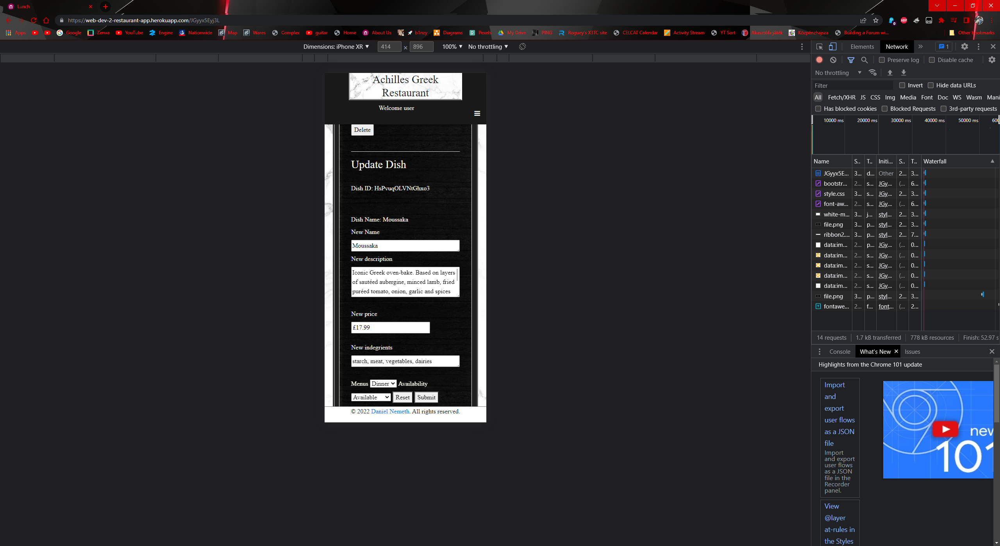 Lunch
https://web-dev-2-restaurant-app.herokuapp.com/JGyyx5Eyj3L
ABP
0
Apps
Google
Zenva
YouTube
Engine
Nationwide
Map
Wares
Complex
guitar
Home
About Us
b1nzy
Diagrams
Pexels
My Drive
PING
Roguey's X3TC site
CELCAT Calendar
Activity Stream
YT Sort
Akasztófa játék
Közpénzhajsza
Building a Forum wi...
Other bookmarks
Dimensions: iPhone XR
414 × 896
100%
No throttling
Achilles Greek
Restaurant
Welcome user
Delete
Update Dish
Dish ID: HsPvuqOLVNtGhxo3
Dish Name: Moussaka
New Name
Moussaka
New description
Iconic Greek oven-bake. Based on layers
of sautéed aubergine, minced lamb, fried
puréed tomato, onion, garlic and spices
New price
£17.99
New indegrients
starch, meat, vegetables, dairies
Menus Dinner Availability
Available Reset Submit
© 2022 Daniel Nemeth. All rights reserved.
Elements Network 1
Preserve log Disable cache
No throttling
Filter Invert Hide data URLs
All Fetch/XHR JS CSS Img Media Font Doc WS Wasm Mani
Has blocked cookies Blocked Requests 3rd-party requests
10000 ms 20000 ms 30000 ms 40000 ms 50000 ms 600
Name S.. T.. Initi... S.. T.. Waterfall
JGyyx5E... 3... d... Other 2... 3...
bootstr... 2... s... JGy... (... 6...
style.css 3... s... JGy... 2... 3...
font-aw... 2... s... JGy... (... 6...
white-m... 3... j... styl... 2... 3...
file.png 3... p... styl... 2... 3...
ribbon2.... 3... p... styl... 2... 7...
data:im... 2... p... JGy... (... 0...
data:im... 2... s... JGy... (... 0...
data:im... 2... s... JGy... (... 0...
data:im... 2... s... JGy... (... 0...
data:im... 2... s... JGy... (... 0...
file.png 3... p... styl... 2... 3...
fontawe... 2... f... font... (... 2...
14 requests 1.7 kB transferred 778 kB resources Finish: 52.97 s
Console What's New Issues
Highlights from the Chrome 101 update
Import
and
export
user flows
as a JSON
file
Import
and export
user flows
as a JSON
file in the
Recorder
panel.
new
101
View
@layer
at-rules in
the Styles